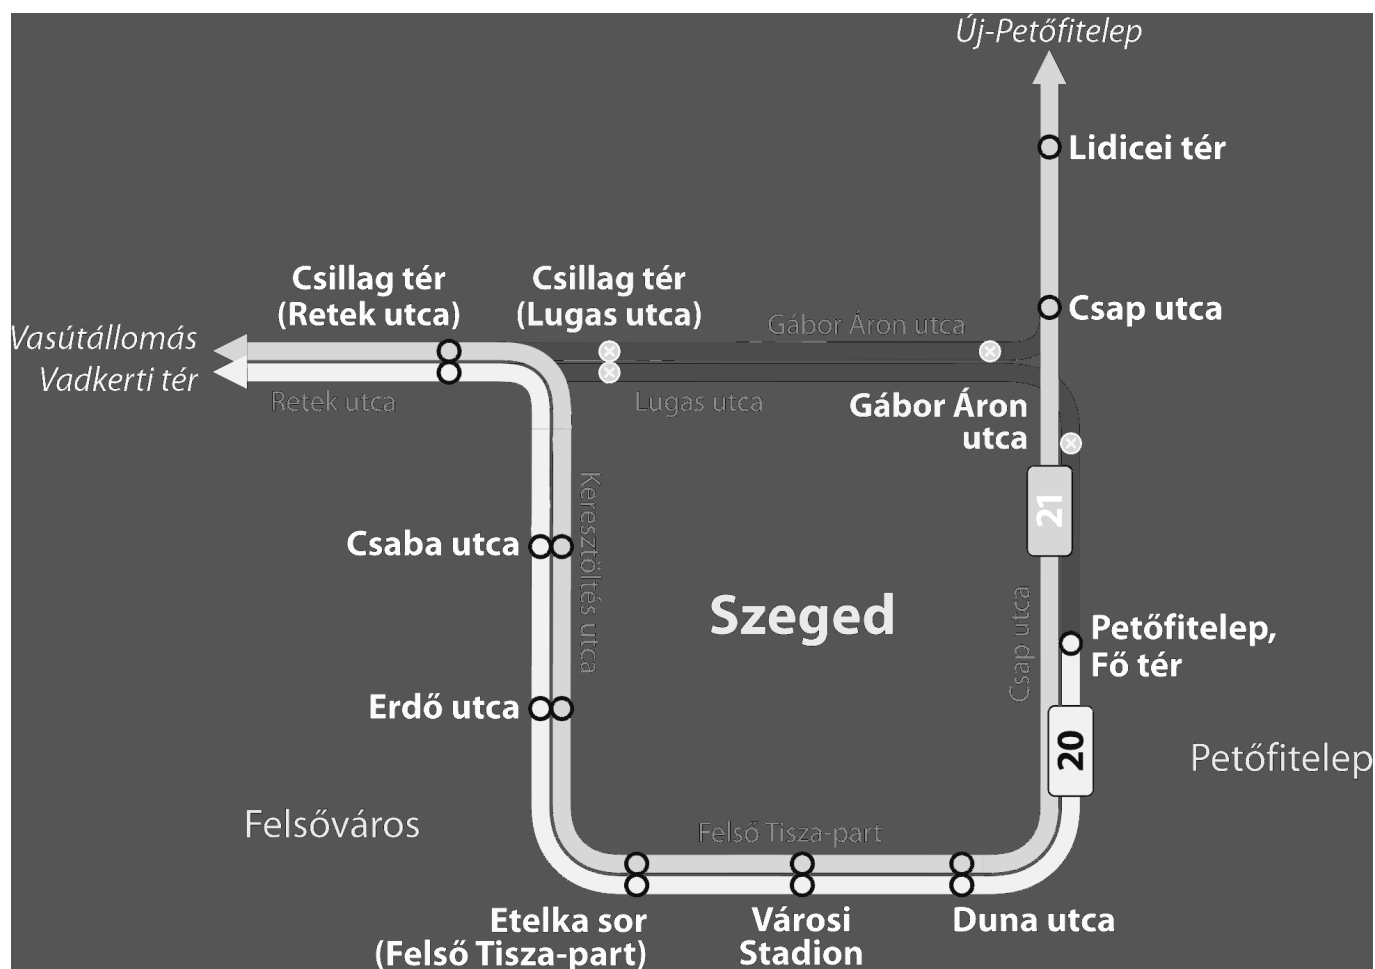 Új-Petőfitelep
Lidicei tér
Csillag tér
(Retek utca)
Csillag tér
(Lugas utca)
Gábor Áron utca
Csap utca
Vasútállomás
Vadkerti tér
Retek utca
Lugas utca
Gábor Áron
utca
21
Keresztöltés utca
Csaba utca
Szeged
Csap utca
Petőfitelep,
Fő tér
Erdő utca
20
Petőfitelep
Felsőváros
Felső Tisza-part
Etelka sor
(Felső Tisza-part)
Városi
Stadion
Duna utca